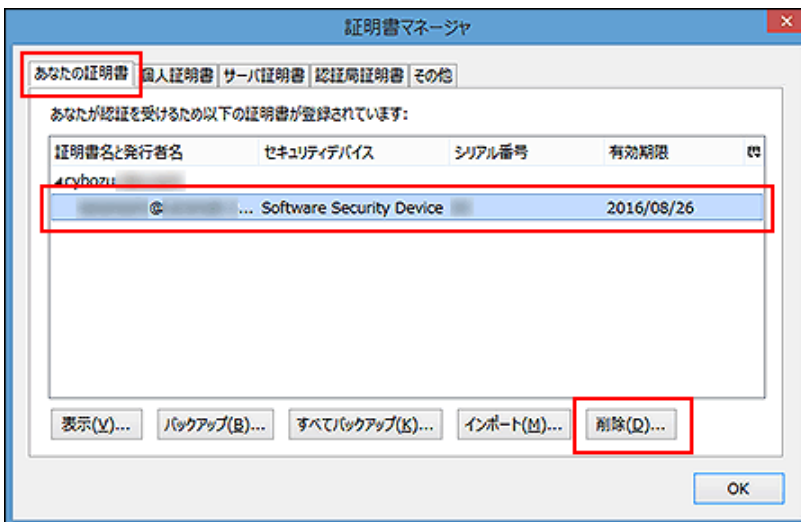 証明書マネージャ
あなたの証明書 個人証明書 サーバ証明書 認証局証明書 その他
あなたが認証を受けるため以下の証明書が登録されています:
証明書名と発行者名 セキュリティデバイス シリアル番号 有効期限
cybozu
@ ... Software Security Device 2016/08/26
表示(V)... バックアップ(B)... すべてバックアップ(K)... インポート(M)... 削除(D)...
OK